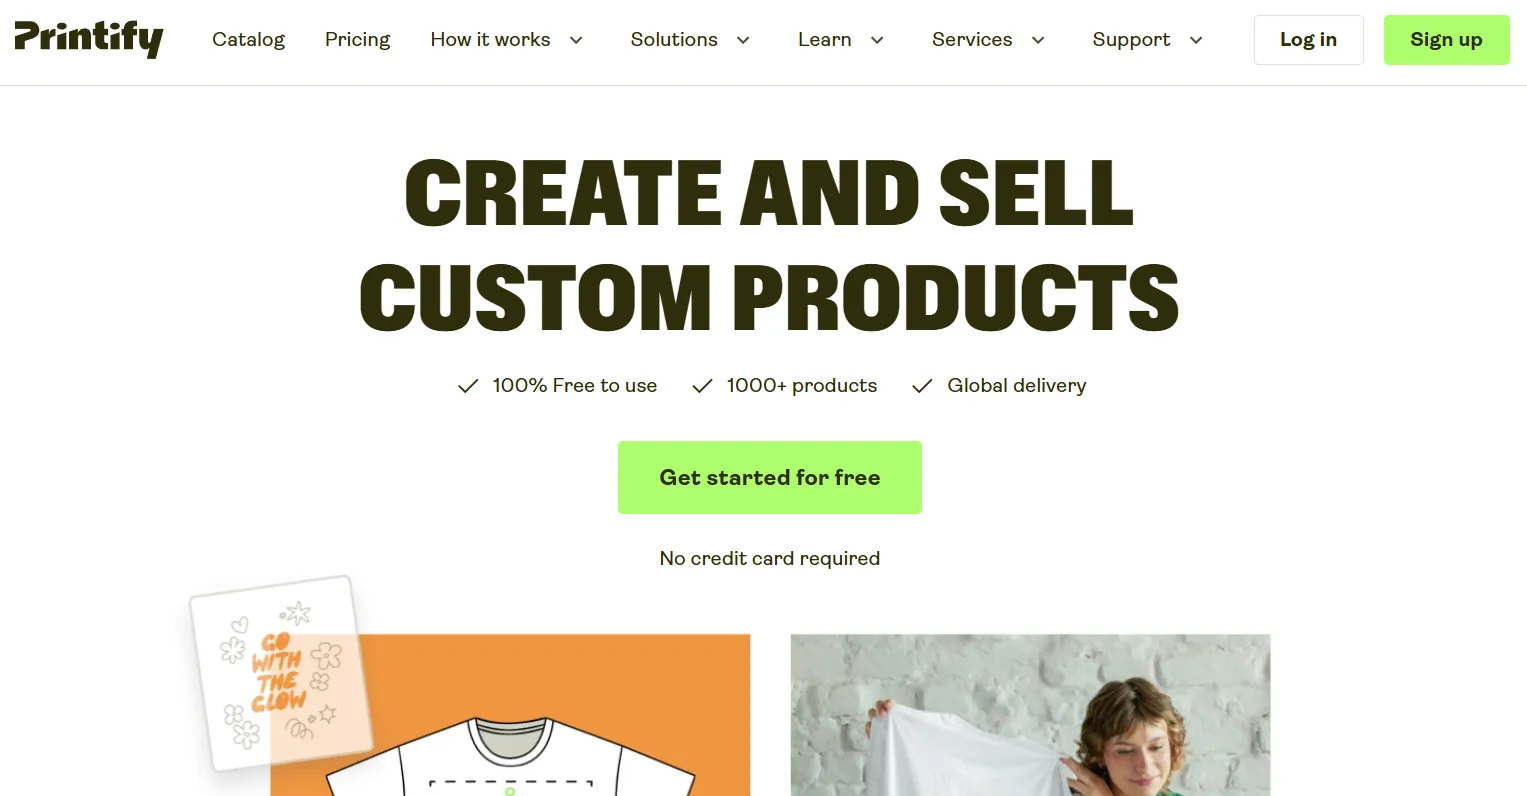 Printify
Catalog
Pricing
How it works
Solutions
Learn
Services
Support
Log in
Sign up
CREATE AND SELL
CUSTOM PRODUCTS
100% Free to use
1000+ products
Global delivery
Get started for free
No credit card required
GO
WITH
THE
GLOW